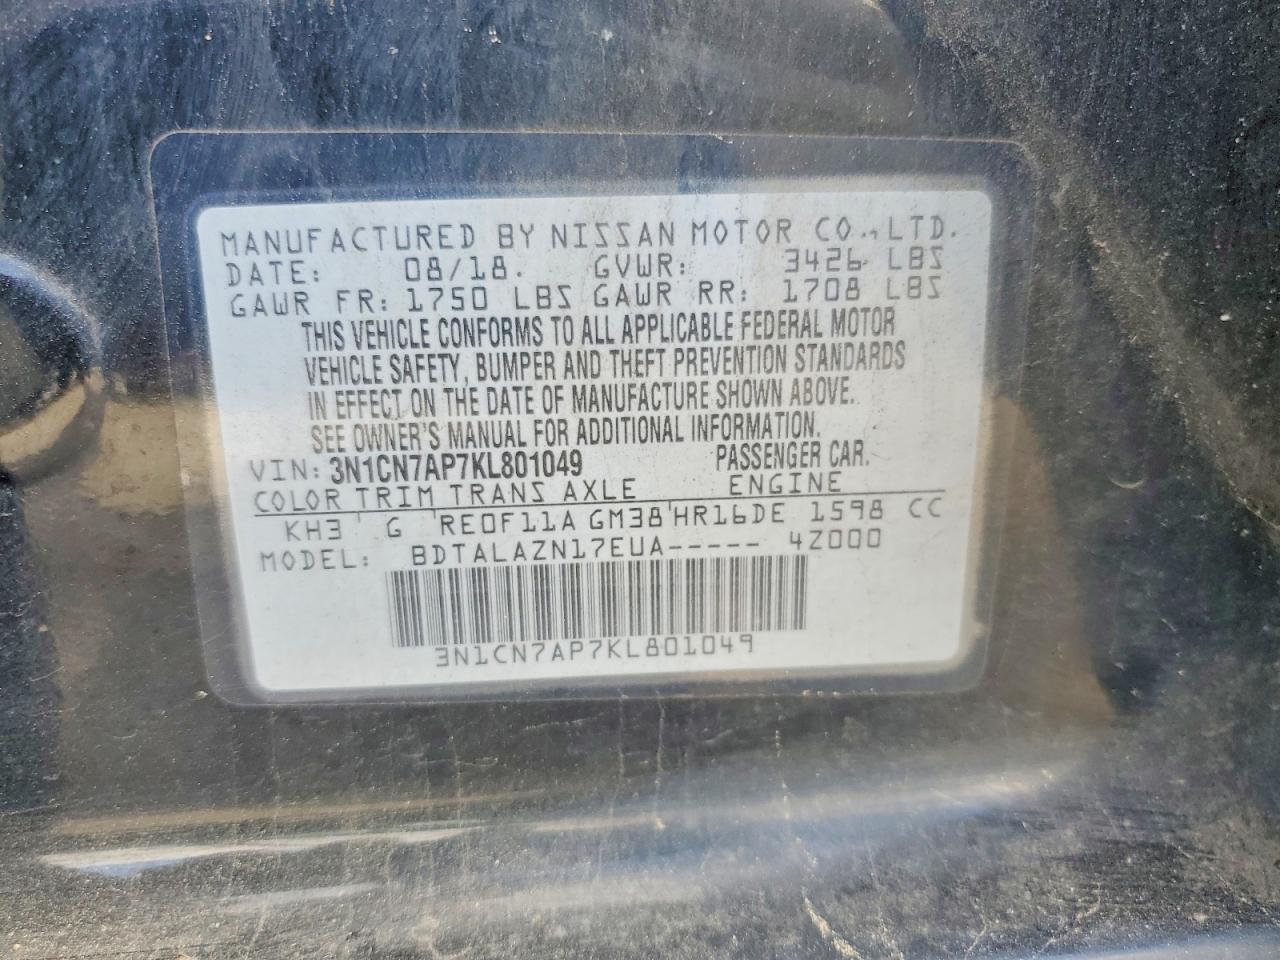 MANUFACTURED BY NISSAN MOTOR CO., LTD.
DATE: 08/18. GVWR: 3426 LBS
GAWR FR: 1750 LBS GAWR RR: 1708 LBS
THIS VEHICLE CONFORMS TO ALL APPLICABLE FEDERAL MOTOR
VEHICLE SAFETY, BUMPER AND THEFT PREVENTION STANDARDS
IN EFFECT ON THE DATE OF MANUFACTURE SHOWN ABOVE.
SEE OWNER'S MANUAL FOR ADDITIONAL INFORMATION.
VIN: 3N1CN7AP7KL801049 PASSENGER CAR.
COLOR TRIM TRANS AXLE ENGINE
KH3 G RE0F11A GM38 HR16DE 1598 CC
MODEL: BDTALAZN17EUA----- 4Z000
3N1CN7AP7KL801049